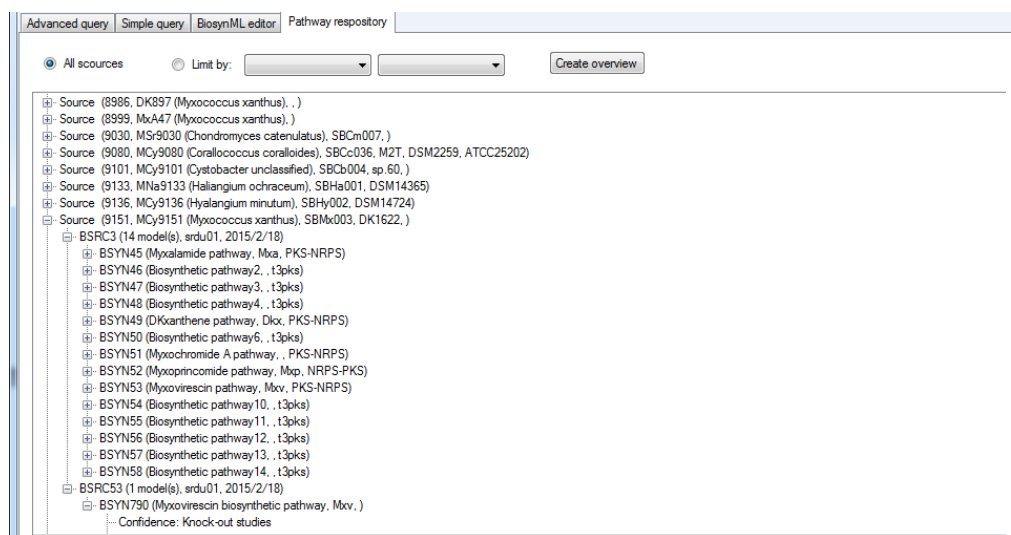 Advanced query Simple query BiosynML editor Pathway respository
All scources Limit by: Create overview
Source (8986, DK897 (Myxococcus xanthus), , )
Source (8999, MxA47 (Myxococcus xanthus), )
Source (9030, MSr9030 (Chondromyces catenulatus), SBCm007, )
Source (9080, MCy9080 (Corallococcus coralloides), SBCc036, M2T, DSM2259, ATCC25202)
Source (9101, MCy9101 (Cystobacter unclassified), SBCb004, sp.60, )
Source (9133, MNa9133 (Haliangium ochraceum), SBHa001, DSM14365)
Source (9136, MCy9136 (Hyalangium minutum), SBHy002, DSM14724)
Source (9151, MCy9151 (Myxococcus xanthus), SBMx003, DK1622, )
BSRC3 (14 model(s), srdu01, 2015/2/18)
BSYN45 (Myxalamide pathway, Mxa, PKS-NRPS)
BSYN46 (Biosynthetic pathway2, , t3pks)
BSYN47 (Biosynthetic pathway3, , t3pks)
BSYN48 (Biosynthetic pathway4, , t3pks)
BSYN49 (DKxanthene pathway, Dkx, PKS-NRPS)
BSYN50 (Biosynthetic pathway6, , t3pks)
BSYN51 (Myxochromide A pathway, , PKS-NRPS)
BSYN52 (Myxoprincomide pathway, Mxp, NRPS-PKS)
BSYN53 (Myxovirescin pathway, Mxv, PKS-NRPS)
BSYN54 (Biosynthetic pathway10, , t3pks)
BSYN55 (Biosynthetic pathway11, , t3pks)
BSYN56 (Biosynthetic pathway12, , t3pks)
BSYN57 (Biosynthetic pathway13, , t3pks)
BSYN58 (Biosynthetic pathway14, , t3pks)
BSRC53 (1 model(s), srdu01, 2015/2/18)
BSYN790 (Myxovirescin biosynthetic pathway, Mxv, )
Confidence: Knock-out studies